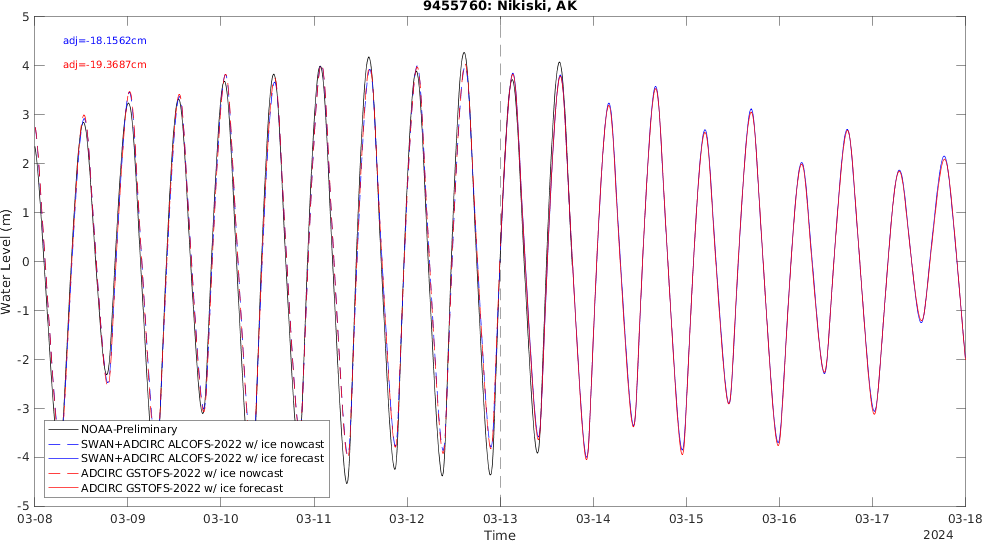 9455760: Nikiski, AK
5
adj=-18.1562cm
4
adj=-19.3687cm
3
2
1
0
-1
-2
-3
-4
-5
Water Level (m)
NOAA-Preliminary
SWAN+ADCIRC ALCOFS-2022 w/ ice nowcast
SWAN+ADCIRC ALCOFS-2022 w/ ice forecast
ADCIRC GSTOFS-2022 w/ ice nowcast
ADCIRC GSTOFS-2022 w/ ice forecast
03-08 03-09 03-10 03-11 03-12 03-13 03-14 03-15 03-16 03-17 03-18
Time
2024